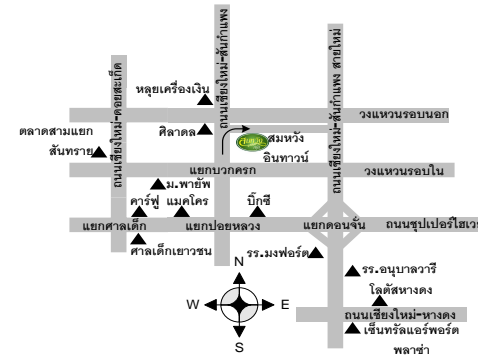 ถนนเชียงใหม่-ดอยสะเก็ด
ถนนเชียงใหม่-สันกำแพง
ถนนเชียงใหม่-สันกำแพง สายใหม่
หลุยเครื่องเงิน
วงแหวนรอบนอก
ตลาดสามแยก
สันทราย
ศิลาดล
สมหวัง
อินทาวน์
แยกบวกครก
วงแหวนรอบใน
ม.พายัพ
คาร์ฟู
แมคโคร
บิ๊กซี
แยกศาลเด็ก
แยกปอยหลวง
แยกดอนจั่น
ถนนซุปเปอร์ไฮเวย
ศาลเด็กเยาวชน
รร.มงฟอร์ต
รร.อนุบาลวารี
โลตัสหางดง
ถนนเชียงใหม่-หางดง
เซ็นทรัลแอร์พอร์ต
พลาซ่า
N
W
E
S